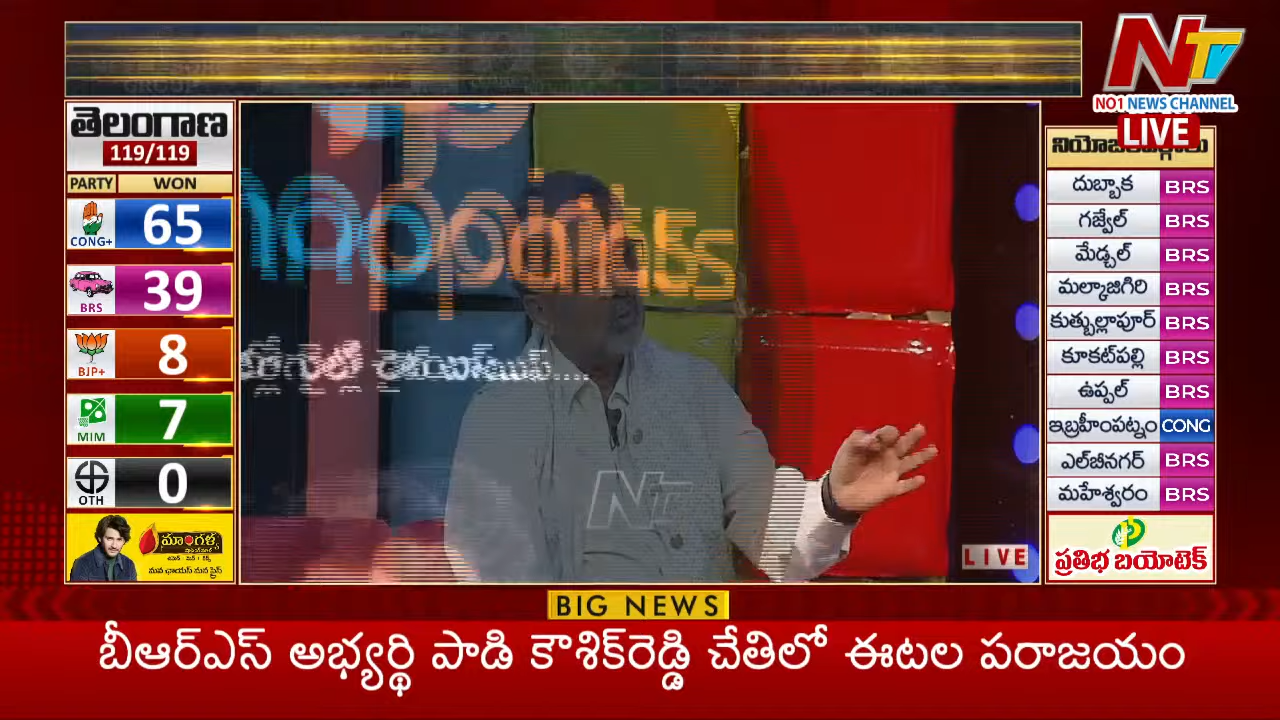 NTV
NO1 NEWS CHANNEL
LIVE
తెలంగాణ
119/119
PARTY WON
CONG+ 65
BRS 39
BJP+ 8
MIM 7
OTH 0
మాంగళ్య
దుబ్బాక BRS
గజ్వేల్ BRS
మేడ్చల్ BRS
మల్కాజిగిరి BRS
కుత్బుల్లాపూర్ BRS
కూకట్‌పల్లి BRS
ఉప్పల్ BRS
ఇబ్రహీంపట్నం CONG
ఎల్‌బీనగర్ BRS
మహేశ్వరం BRS
ప్రతిభ బయోటెక్
NTV
LIVE
BIG NEWS
బీఆర్ఎస్ అభ్యర్థి పాడి కౌశిక్‌రెడ్డి చేతిలో ఈటల పరాజయం